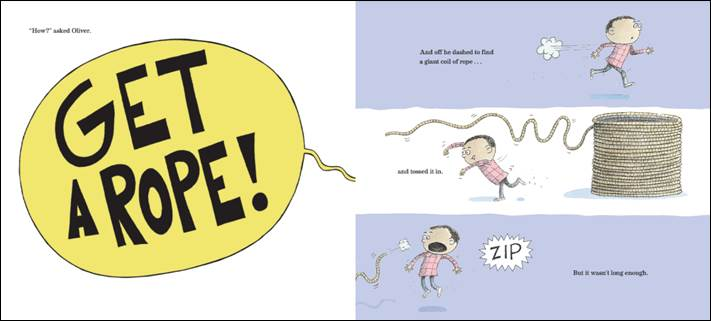 "How?" asked Oliver.
GET
A ROPE!
And off he dashed to find
a giant coil of rope . . .
and tossed it in.
ZIP
But it wasn't long enough.